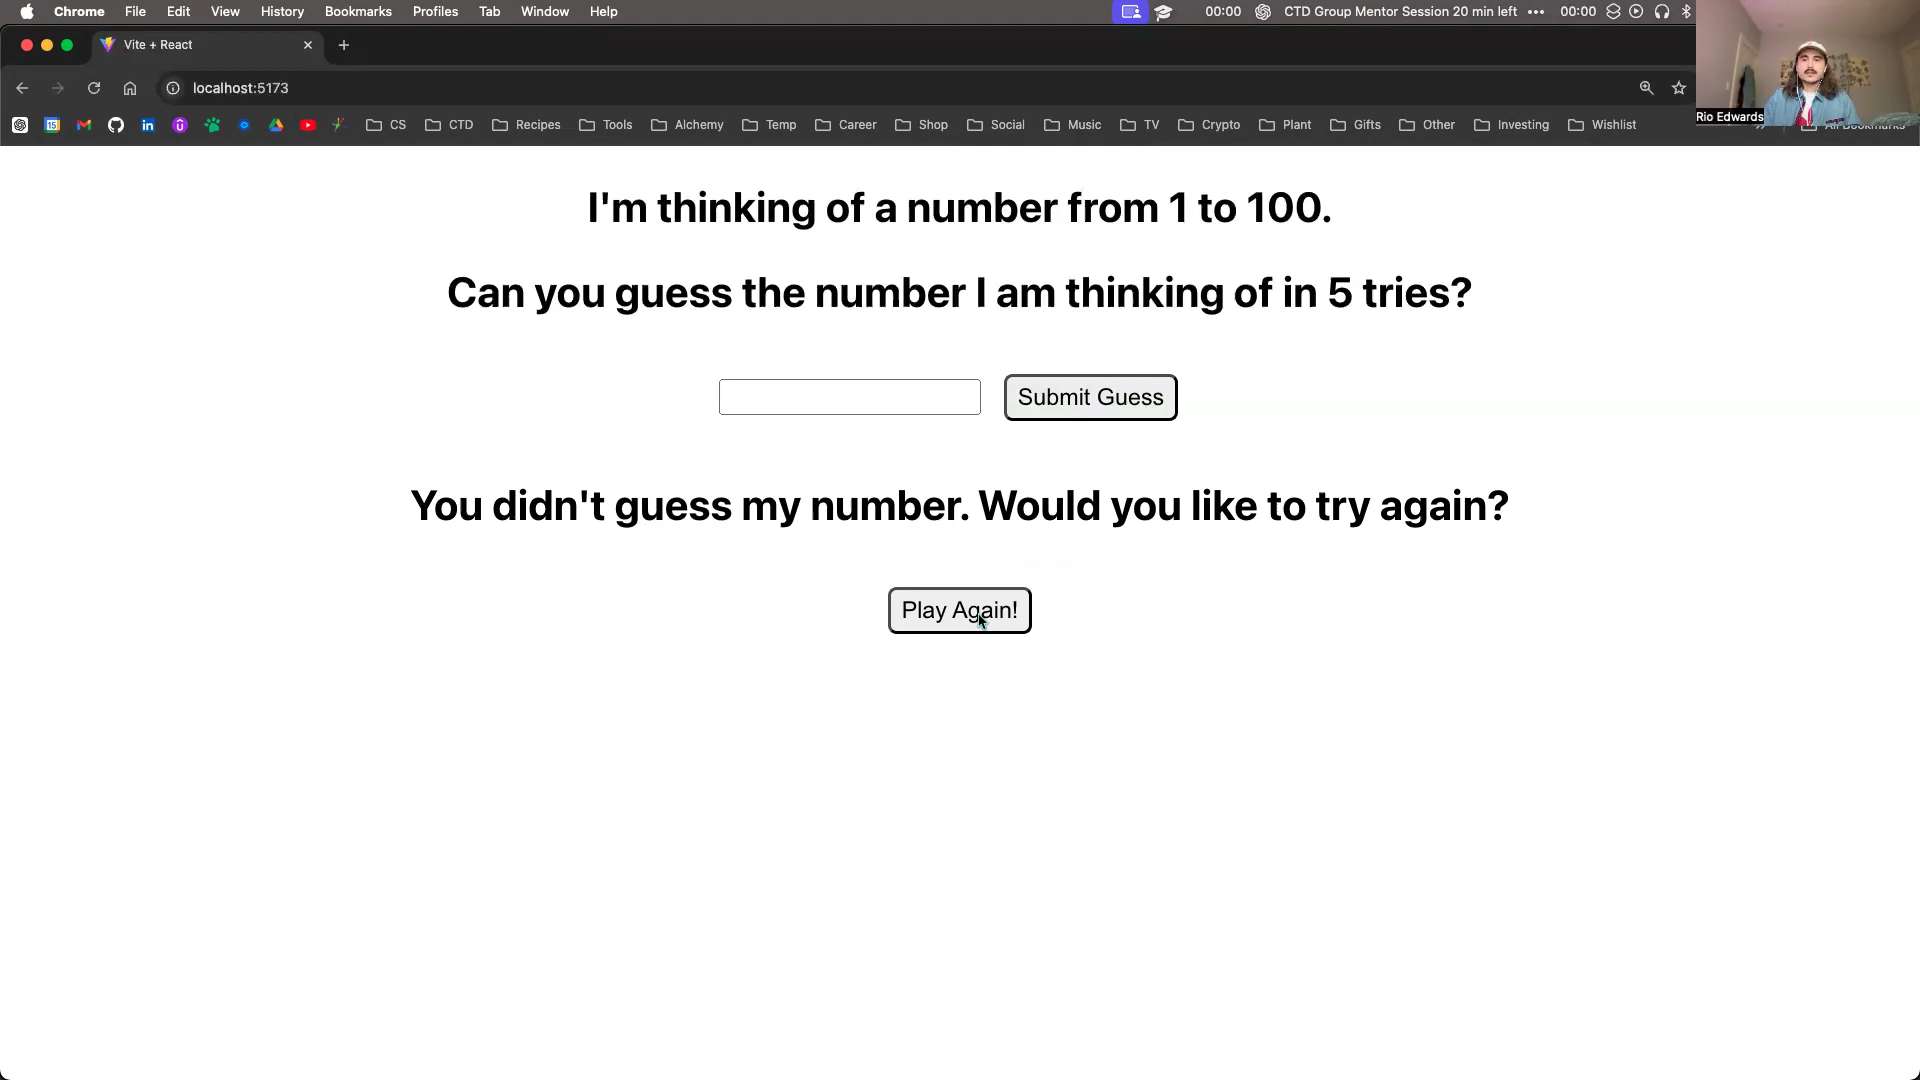 Chrome File Edit View History Bookmarks Profiles Tab Window Help 00:00 CTD Group Mentor Session 20 min left ••• 00:00
Vite + React
localhost:5173
15 CS CTD Recipes Tools Alchemy Temp Career Shop Social Music TV Crypto Plant Gifts Other Investing Wishlist All Bookmarks
Rio Edwards
I'm thinking of a number from 1 to 100.
Can you guess the number I am thinking of in 5 tries?
Submit Guess
You didn't guess my number. Would you like to try again?
Play Again!